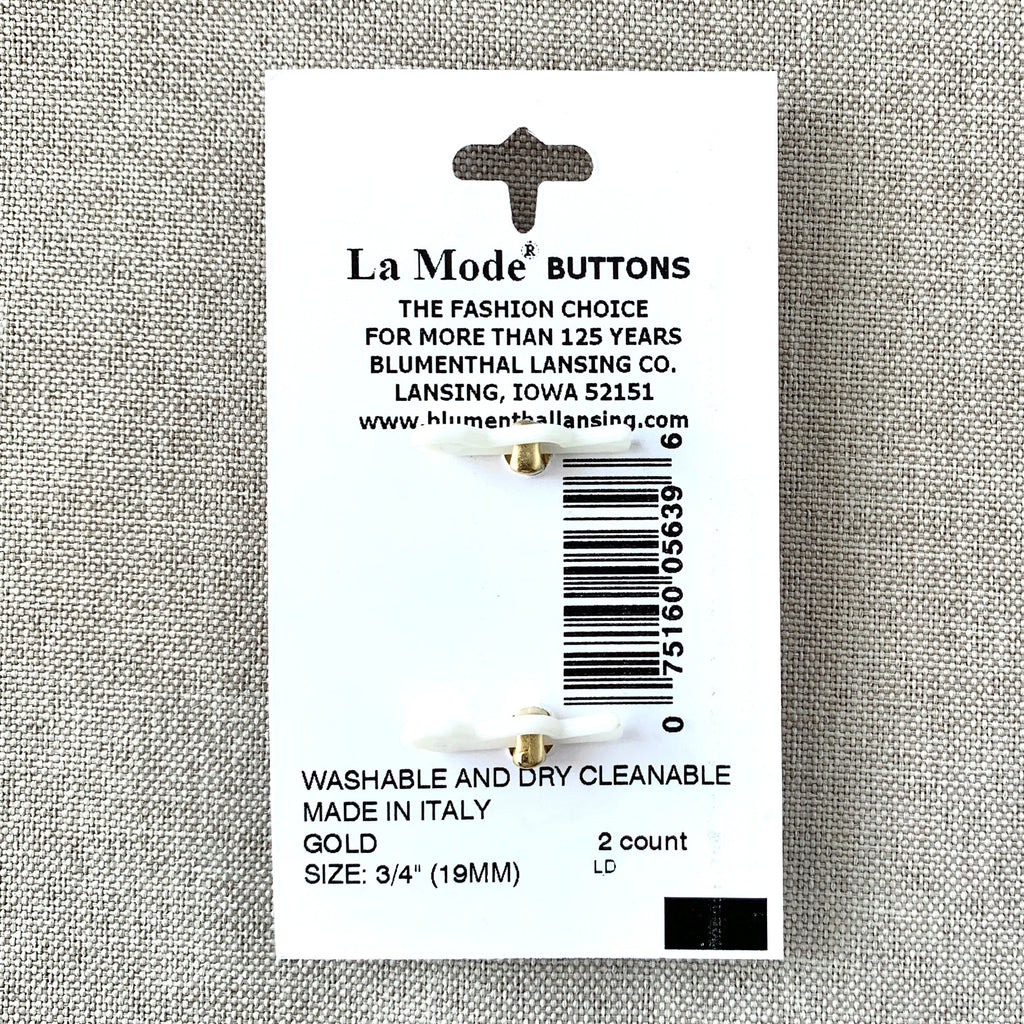 La Mode® BUTTONS
THE FASHION CHOICE
FOR MORE THAN 125 YEARS
BLUMENTHAL LANSING CO.
LANSING, IOWA 52151
www.blumenthallansing.com
0 75160 05639 6
WASHABLE AND DRY CLEANABLE
MADE IN ITALY
GOLD 2 count
SIZE: 3/4" (19MM) LD